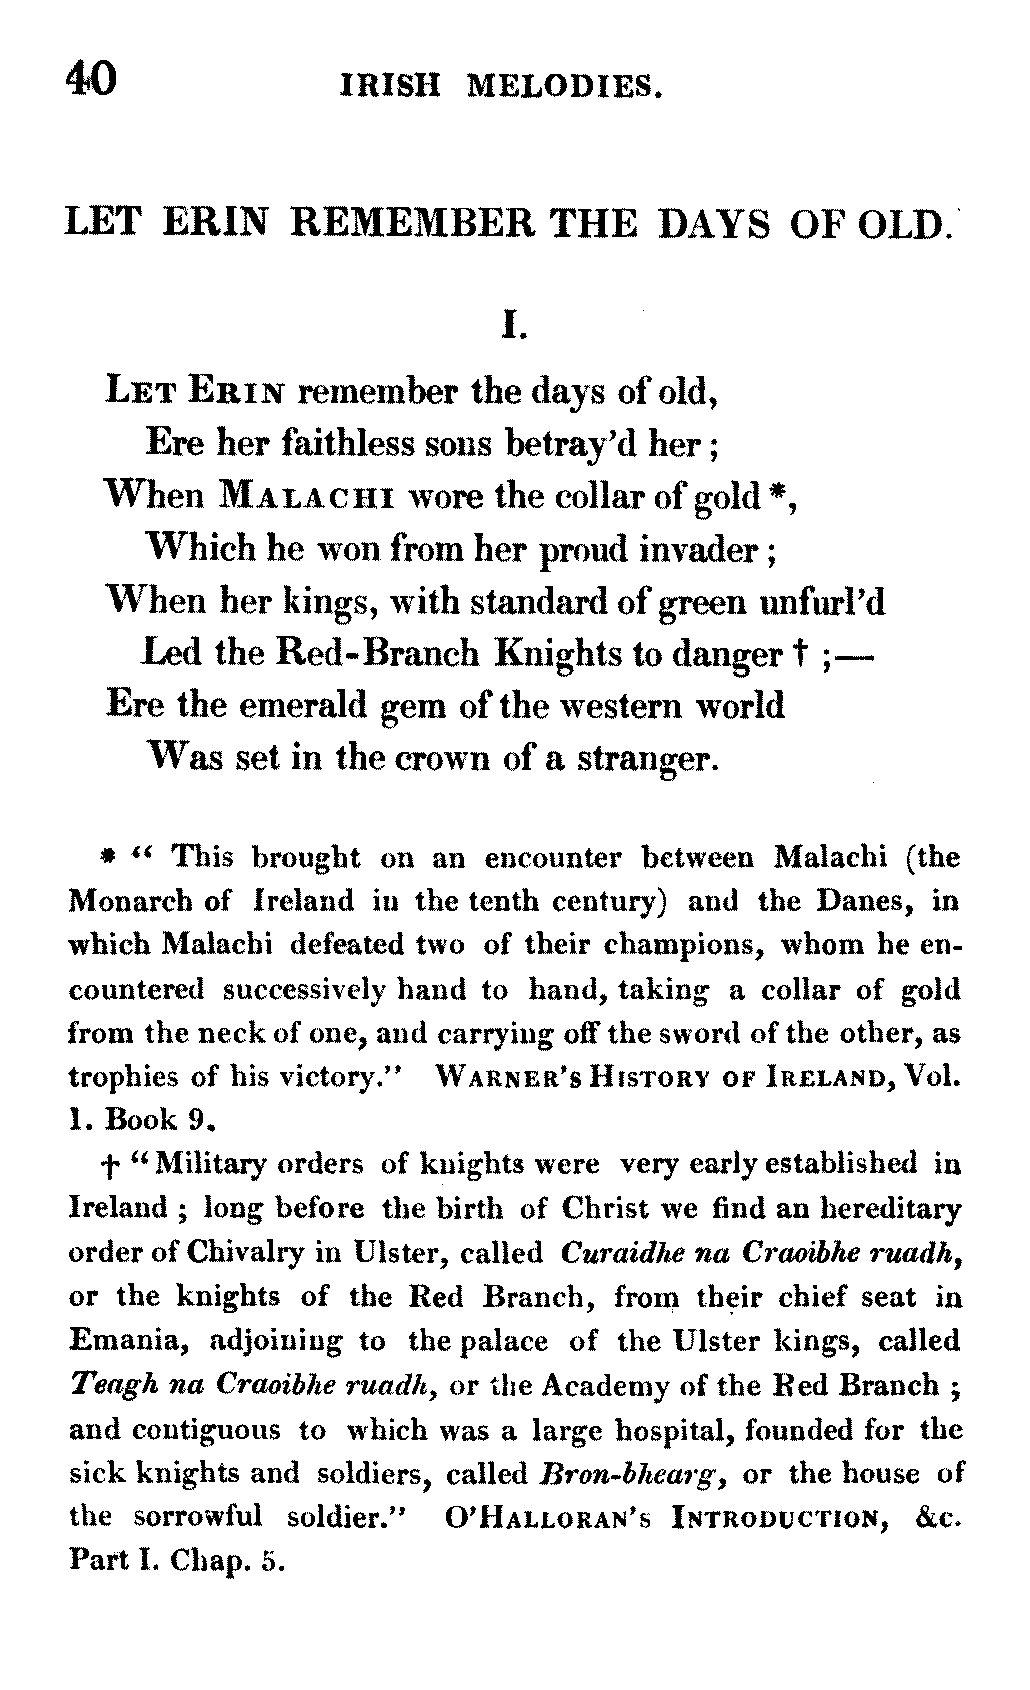 40 IRISH MELODIES.
LET ERIN REMEMBER THE DAYS OF OLD.
I.
LET ERIN remember the days of old,
Ere her faithless sons betray'd her;
When MALACHI wore the collar of gold *,
Which he won from her proud invader;
When her kings, with standard of green unfurl'd
Led the Red-Branch Knights to danger † ;—
Ere the emerald gem of the western world
Was set in the crown of a stranger.
* “ This brought on an encounter between Malachi (the
Monarch of Ireland in the tenth century) and the Danes, in
which Malachi defeated two of their champions, whom he en-
countered successively hand to hand, taking a collar of gold
from the neck of one, and carrying off the sword of the other, as
trophies of his victory.” WARNER'S HISTORY OF IRELAND, Vol.
1. Book 9.
† “ Military orders of knights were very early established in
Ireland ; long before the birth of Christ we find an hereditary
order of Chivalry in Ulster, called Curaidhe na Craoibhe ruadh,
or the knights of the Red Branch, from their chief seat in
Emania, adjoining to the palace of the Ulster kings, called
Teagh na Craoibhe ruadh, or the Academy of the Red Branch ;
and contiguous to which was a large hospital, founded for the
sick knights and soldiers, called Bron-bhearg, or the house of
the sorrowful soldier.” O'HALLORAN'S INTRODUCTION, &c.
Part I. Chap. 5.